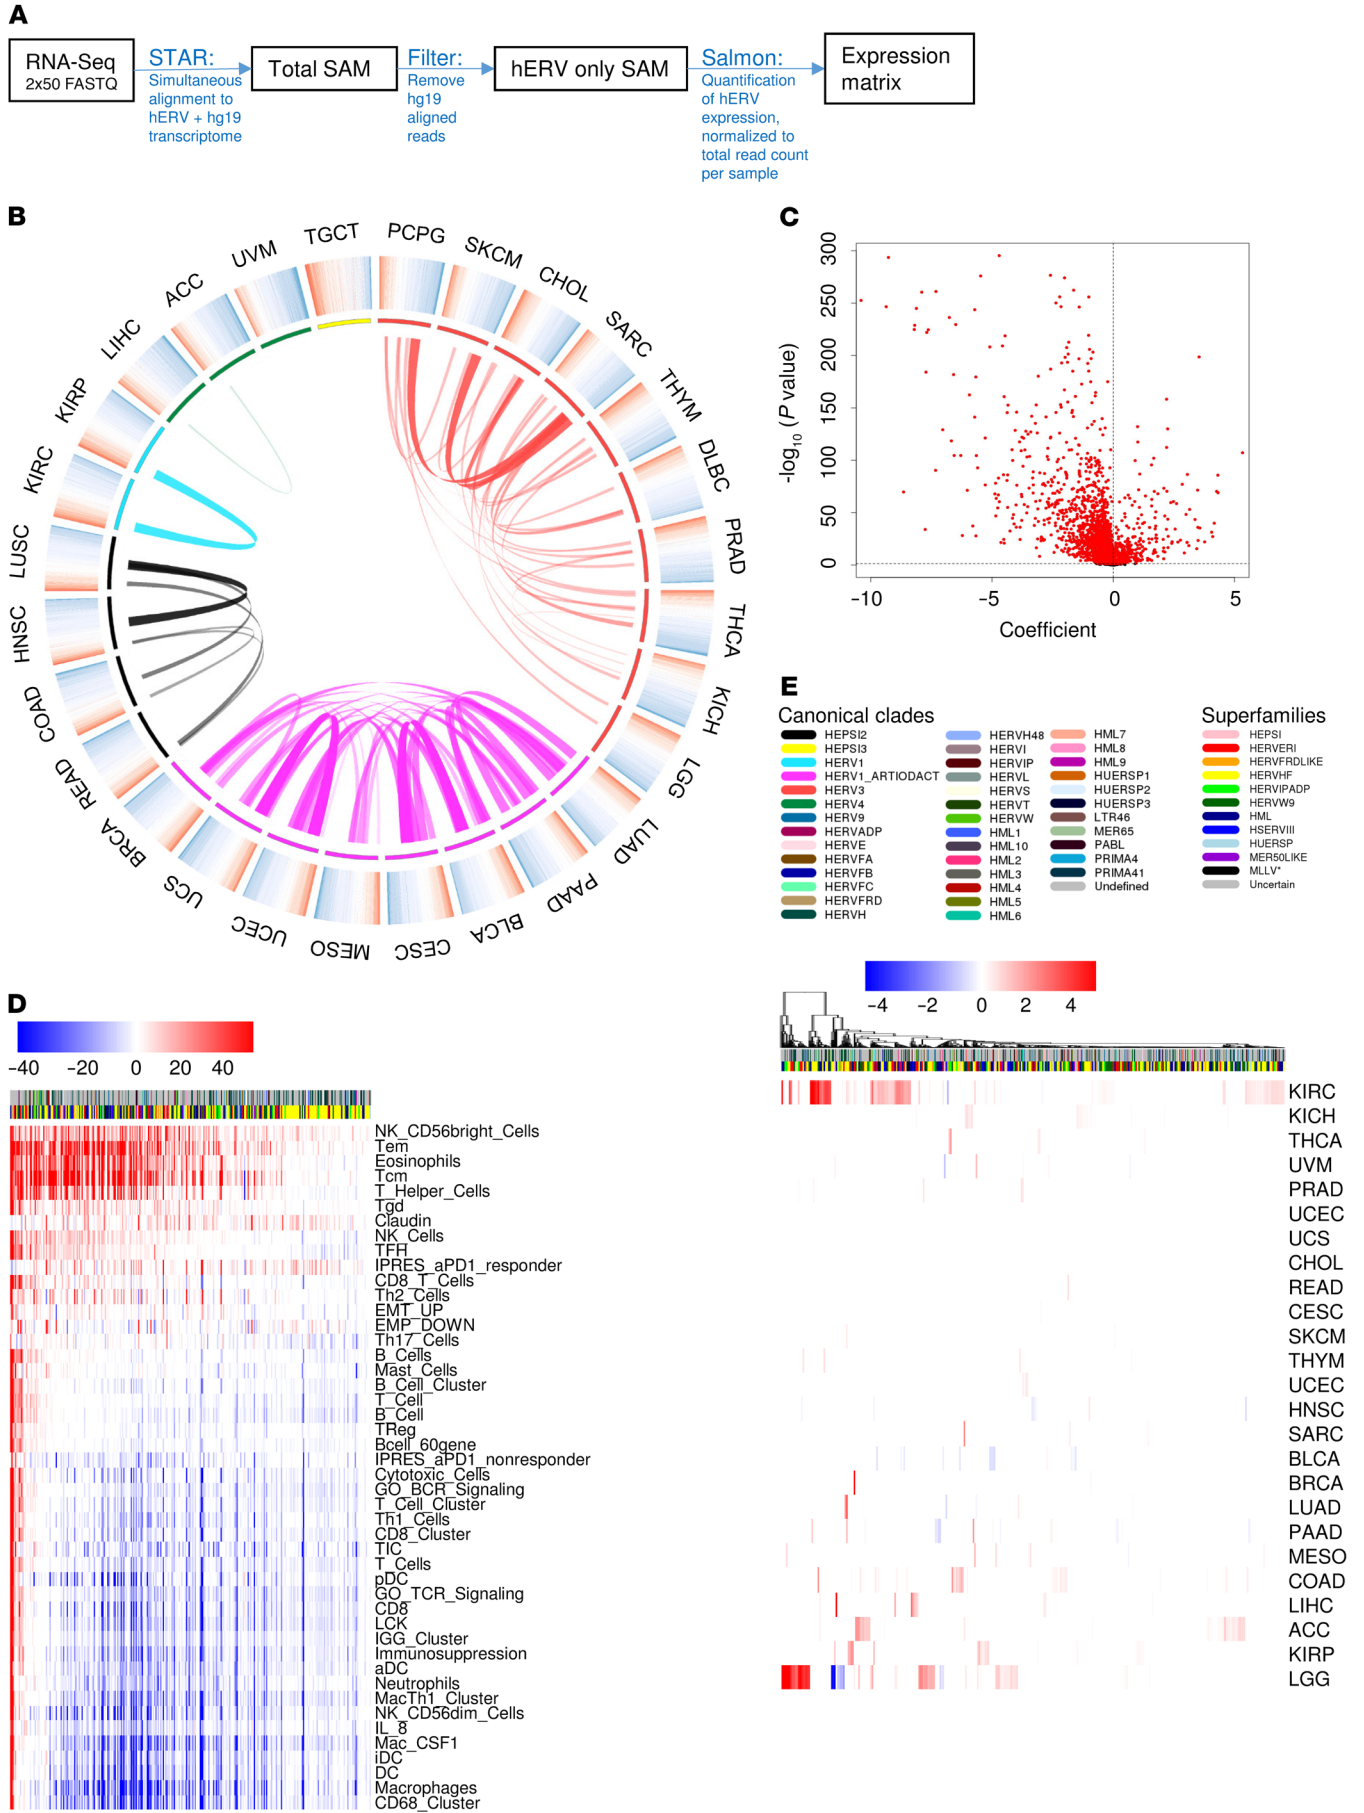 A
RNA-Seq
2x50 FASTQ
STAR:
Simultaneous
alignment to
hERV + hg19
transcriptome
Total SAM
Filter:
Remove
hg19
aligned
reads
hERV only SAM
Salmon:
Quantification
of hERV
expression,
normalized to
total read count
per sample
Expression
matrix
B
TGCT
PCPG
SKCM
CHOL
SARC
THYM
DLBC
PRAD
THCA
KICH
LGG
LUAD
PAAD
BLCA
CESC
MESO
UCEC
UCS
BRCA
READ
COAD
HNSC
LUSC
KIRC
KIRP
LIHC
ACC
UVM
C
-log10 (P value)
300
250
200
150
100
50
0
−10
−5
0
5
Coefficient
E
Canonical clades
HEPSI2
HEPSI3
HERV1
HERV1_ARTIODACT
HERV3
HERV4
HERV9
HERVADP
HERVE
HERVFA
HERVFB
HERVFC
HERVFRD
HERVH
HERVH48
HERVI
HERVIP
HERVL
HERVS
HERVT
HERVW
HML1
HML10
HML2
HML3
HML4
HML5
HML6
HML7
HML8
HML9
HUERSP1
HUERSP2
HUERSP3
LTR46
MER65
PABL
PRIMA4
PRIMA41
Undefined
Superfamilies
HEPSI
HERVERI
HERVFRDLIKE
HERVHF
HERVIPADP
HERVW9
HML
HSERVIII
HUERSP
MER50LIKE
MLLV*
Uncertain
−4 −2 0 2 4
KIRC
KICH
THCA
UVM
PRAD
UCEC
UCS
CHOL
READ
CESC
SKCM
THYM
UCEC
HNSC
SARC
BLCA
BRCA
LUAD
PAAD
MESO
COAD
LIHC
ACC
KIRP
LGG
D
−40 −20 0 20 40
NK_CD56bright_Cells
Tem
Eosinophils
Tcm
T_Helper_Cells
Tgd
Claudin
NK_Cells
TFH
IPRES_aPD1_responder
CD8_T_Cells
Th2_Cells
EMT_UP
EMP_DOWN
Th17_Cells
B_Cells
Mast_Cells
B_Cell_Cluster
T_Cell
B_Cell
TReg
Bcell_60gene
IPRES_aPD1_nonresponder
Cytotoxic_Cells
GO_BCR_Signaling
T_Cell_Cluster
Th1_Cells
CD8_Cluster
TIC
T_Cells
pDC
GO_TCR_Signaling
CD8
LCK
IGG_Cluster
Immunosuppression
aDC
Neutrophils
MacTh1_Cluster
NK_CD56dim_Cells
IL_8
Mac_CSF1
iDC
DC
Macrophages
CD68_Cluster